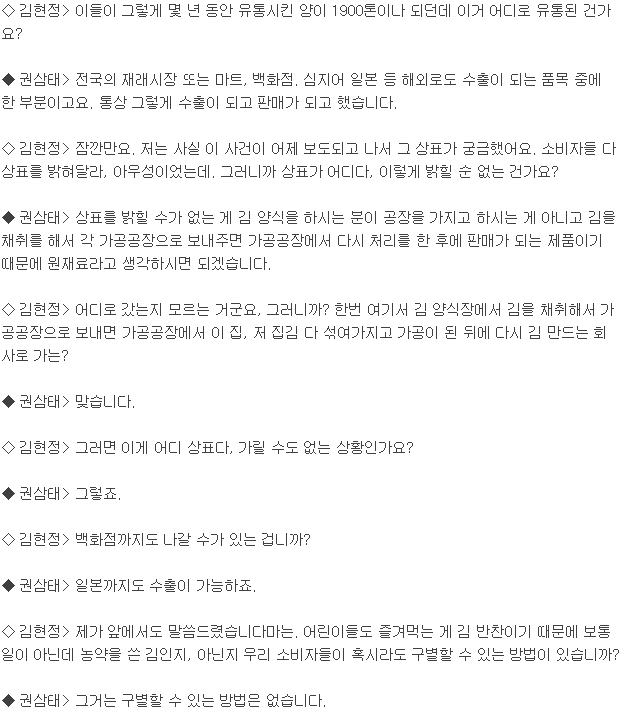 ◇ 김현정> 이들이 그렇게 몇 년 동안 유통시킨 양이 1900톤이나 되던데 이거 어디로 유통된 건가
요?
◆ 권삼태> 전국의 재래시장 또는 마트, 백화점. 심지어 일본 등 해외로도 수출이 되는 품목 중에
한 부분이고요. 통상 그렇게 수출이 되고 판매가 되고 했습니다.
◇ 김현정> 잠깐만요. 저는 사실 이 사건이 어제 보도되고 나서 그 상표가 궁금했어요. 소비자들 다
상표를 밝혀달라, 아우성이었는데. 그러니까 상표가 어디다, 이렇게 밝힐 순 없는 건가요?
◆ 권삼태> 상표를 밝힐 수가 없는 게 김 양식을 하시는 분이 공장을 가지고 하시는 게 아니고 김을
채취를 해서 각 가공공장으로 보내주면 가공공장에서 다시 처리를 한 후에 판매가 되는 제품이기
때문에 원재료라고 생각하시면 되겠습니다.
◇ 김현정> 어디로 갔는지 모르는 거군요, 그러니까? 한번 여기서 김 양식장에서 김을 채취해서 가
공공장으로 보내면 가공공장에서 이 집, 저 집김 다 섞여가지고 가공이 된 뒤에 다시 김 만드는 회
사로 가는?
◆ 권삼태> 맞습니다.
◇ 김현정> 그러면 이게 어디 상표다, 가릴 수도 없는 상황인가요?
◆ 권삼태> 그렇죠.
◇ 김현정> 백화점까지도 나갈 수가 있는 겁니까?
◆ 권삼태> 일본까지도 수출이 가능하죠.
◇ 김현정> 제가 앞에서도 말씀드렸습니다마는. 어린이들도 즐겨먹는 게 김 반찬이기 때문에 보통
일이 아닌데 농약을 쓴 김인지, 아닌지 우리 소비자들이 혹시라도 구별할 수 있는 방법이 있습니까?
◆ 권삼태> 그거는 구별할 수 있는 방법은 없습니다.